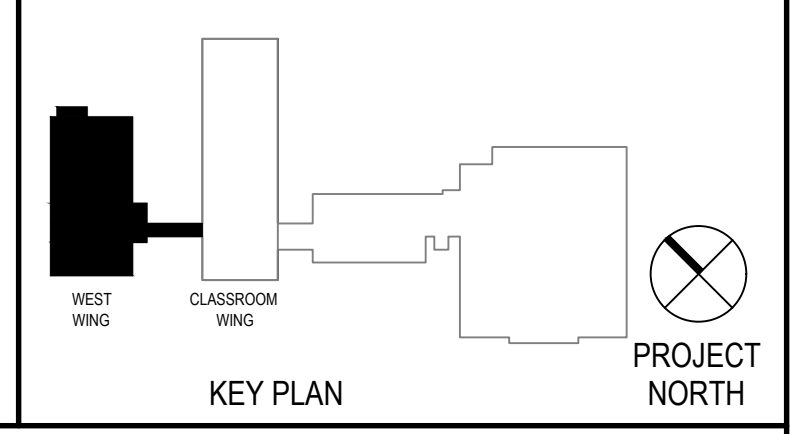 WEST
WING
CLASSROOM
WING
KEY PLAN
PROJECT
NORTH